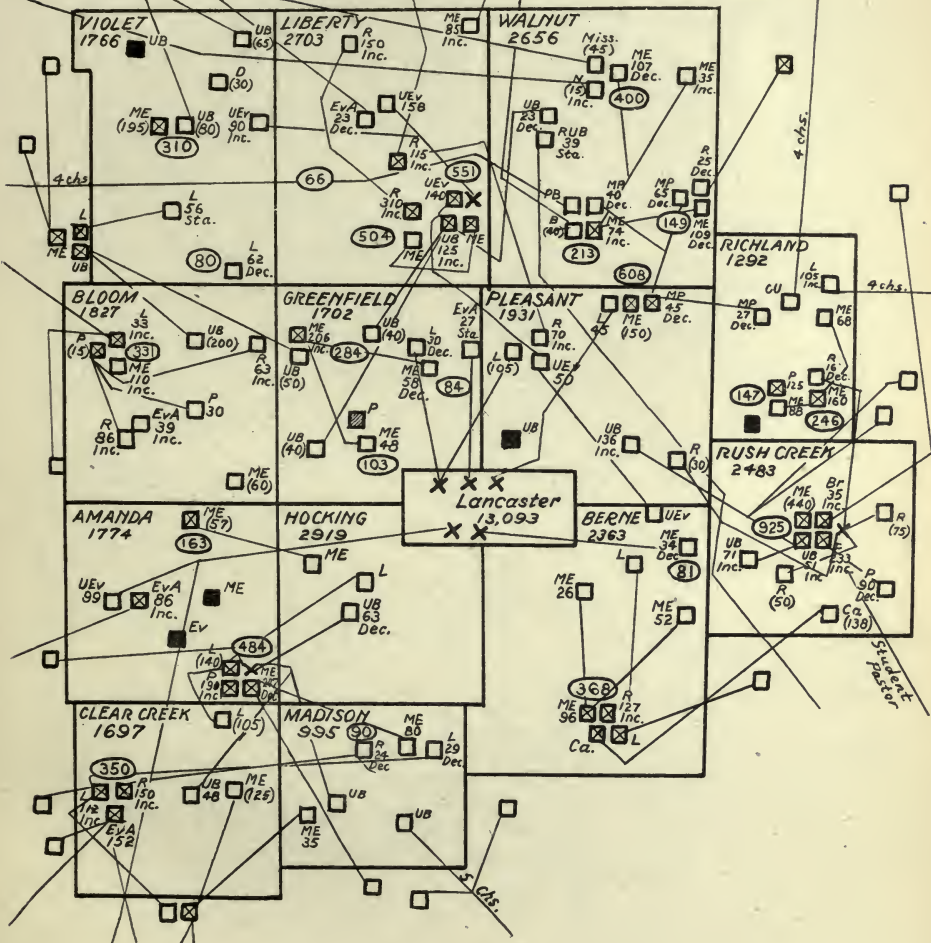 VIOLET
1766
UB
UB
(65)
D
(30)
ME
(195)
UB
(80)
310
UEv
90
Inc.
4 chs
L
56
Sta.
80
L
62
Dec.
L
ME
UB
LIBERTY
2703
R
150
Inc.
ME
85
Inc.
EvA
23
Dec.
UEv
158
R
115
Inc.
66
551
R
310
Inc.
UEv
140
504
ME
UB
125
Inc.
ME
WALNUT
2656
Miss.
(45)
ME
107
Dec.
N
(15)
Inc.
400
ME
35
Inc.
UB
23
Dec.
RUB
39
Sta.
PB
MP
40
Dec.
B
(40)
ME
74
Inc.
213
MP
65
Dec.
R
25
Dec.
149
ME
109
Dec.
608
4 chs.
RICHLAND
1292
L
105
Inc.
4 chs.
CU
MP
27
Dec.
ME
68
R
16
Dec.
P
125
147
ME
88
ME
160
246
BLOOM
1827
L
33
Inc.
P
(15)
331
ME
110
Inc.
UB
(200)
R
63
Inc.
P
30
EvA
39
Inc.
R
86
Inc.
ME
(60)
GREENFIELD
1702
ME
206
Inc.
UB
(40)
284
UB
(50)
L
30
Dec.
EvA
27
Sta.
ME
58
Dec.
84
P
UB
(40)
ME
48
103
PLEASANT
1931
L
45
ME
(50)
MP
45
Dec.
R
70
Inc.
L
(105)
UE
50
UB
UB
136
Inc.
R
(30)
Lancaster
13,093
RUSH CREEK
2483
ME
(440)
Br
35
Inc.
925
R
(75)
UB
71
Inc.
UB
Inc.
E
233
Inc.
R
(50)
P
90
Dec.
Ca
(138)
Student
Pastor
AMANDA
1774
ME
(57)
163
UEv
99
EvA
86
Inc.
ME
Ev
484
L
(140)
P
190
Inc.
ME
Dec
HOCKING
2919
ME
L
UB
63
Dec.
BERNE
2363
UEv
ME
34
Dec.
81
L
ME
26
ME
52
368
ME
96
R
127
Inc.
Ca.
L
CLEAR CREEK
1697
L
(105)
350
L
112
Inc.
R
150
Inc.
EvA
152
UB
48
ME
(125)
MADISON
995
90
R
24
Dec
ME
80
L
29
Dec.
UB
ME
35
UB
5 chs.